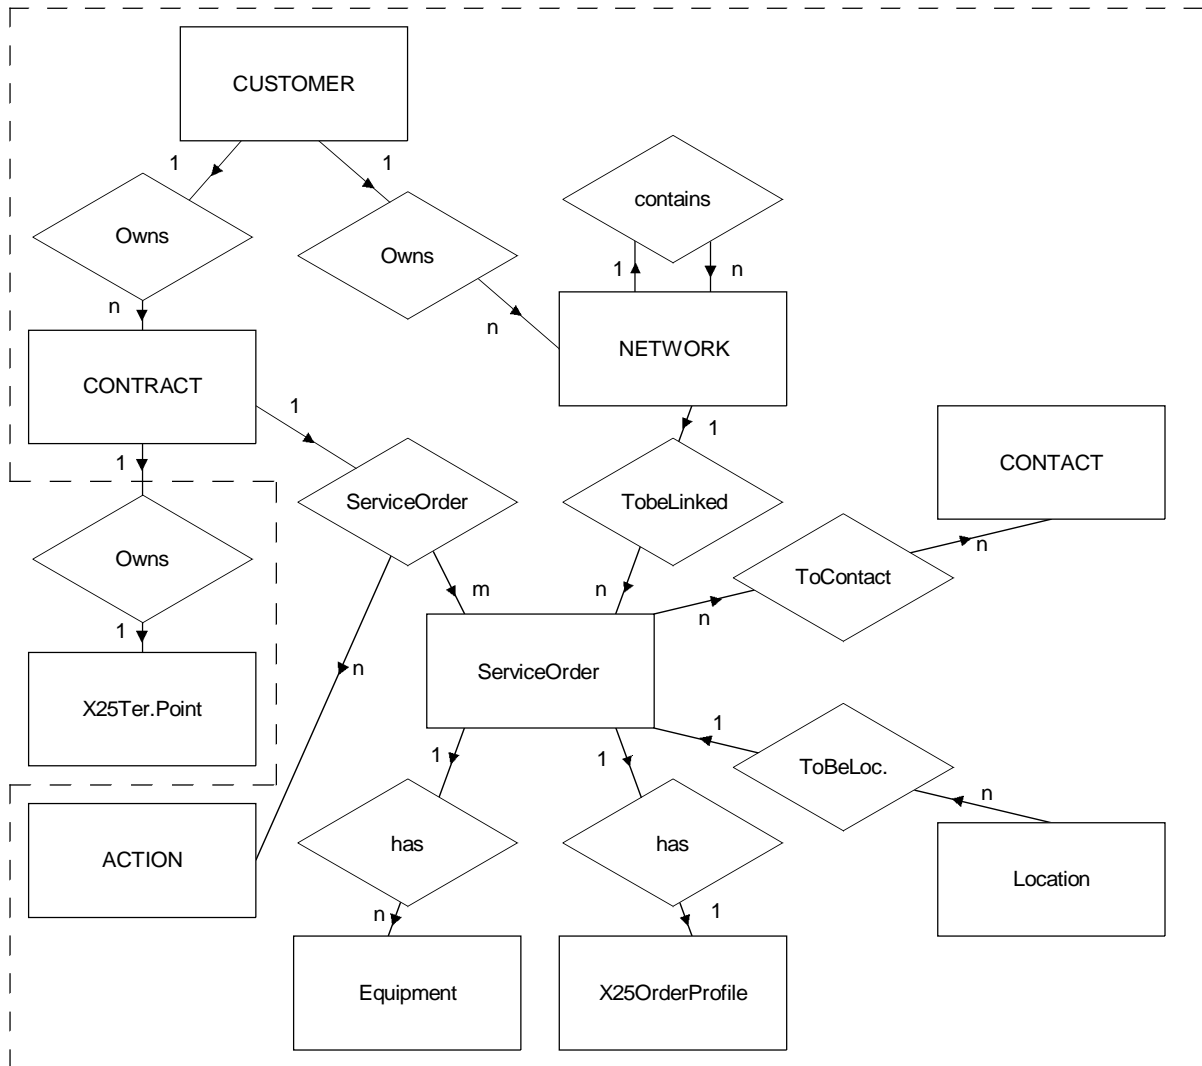 CUSTOMER
1
1
contains
Owns
Owns
1
n
n
n
NETWORK
CONTRACT
1
1
CONTACT
1
ServiceOrder
TobeLinked
n
Owns
ToContact
m
n
n
1
n
ServiceOrder
X25Ter.Point
1
1
1
ToBeLoc.
n
has
has
ACTION
Location
n
1
Equipment
X25OrderProfile